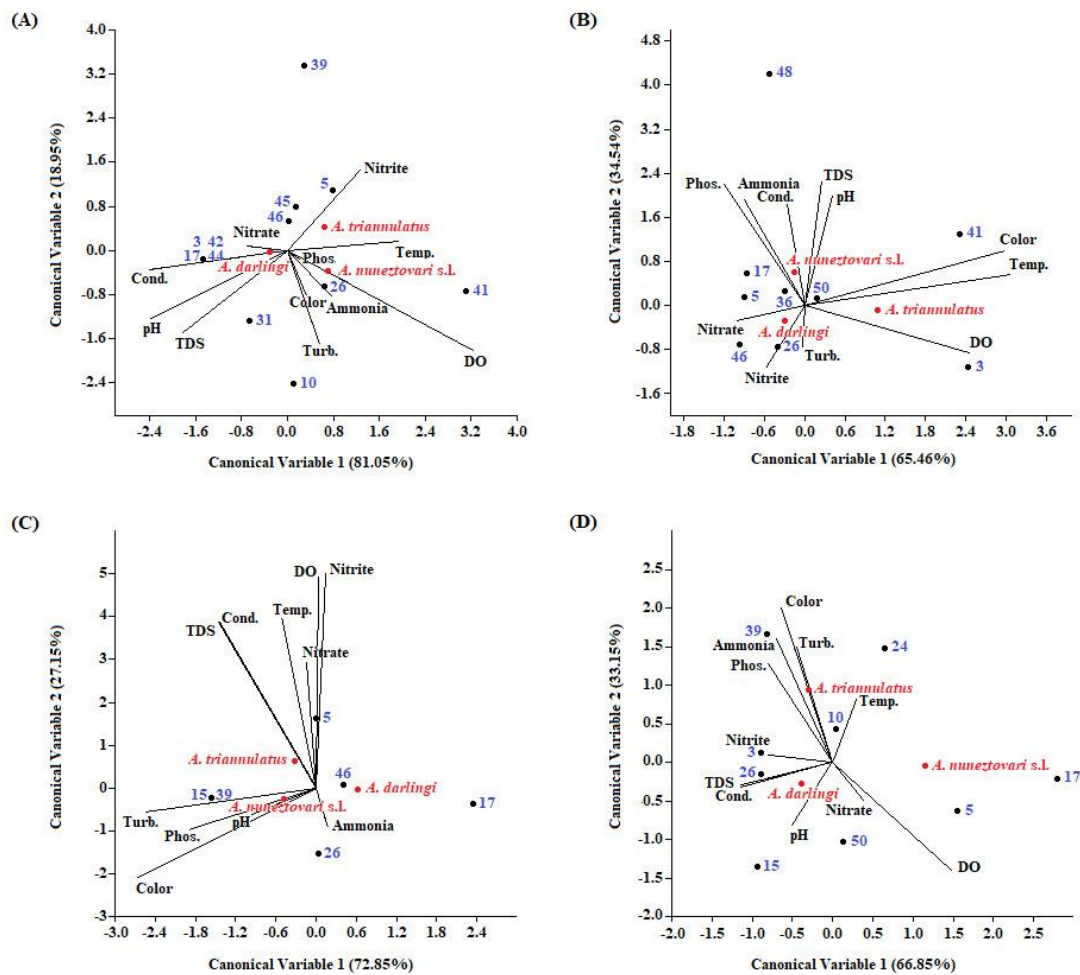 (A)
4.0
3.2
2.4
1.6
0.8
0.0
-0.8
-1.6
-2.4
Canonical Variable 2 (18.95%)
39
Nitrite
5
45
46
A. triannulatus
Nitrate
3 42
17 44
Phos.
Temp.
A. darlingi
A. nuneztovari s.l.
Cond.
26
Color
Ammonia
41
pH
31
TDS
Turb.
DO
10
-2.4 -1.6 -0.8 0.0 0.8 1.6 2.4 3.2 4.0
Canonical Variable 1 (81.05%)
(B)
4.8
4.0
3.2
2.4
1.6
0.8
0.0
-0.8
-1.6
Canonical Variable 2 (34.54%)
48
Phos.
Ammonia
TDS
Cond.
pH
41
Color
A. nuneztovari s.l.
17
Temp.
5
36
50
A. triannulatus
Nitrate
A. darlingi
DO
46
26
Turb.
Nitrite
3
-1.8 -1.2 -0.6 0.0 0.6 1.2 1.8 2.4 3.0 3.6
Canonical Variable 1 (65.46%)
(C)
5
4
3
2
1
0
-1
-2
-3
Canonical Variable 2 (27.15%)
DO
Nitrite
Temp.
Cond.
TDS
Nitrate
5
A. triannulatus
46
A. darlingi
15 39
A. nuneztovari s.l.
17
Turb.
pH
Phos.
Ammonia
26
Color
-3.0 -2.4 -1.8 -1.2 -0.6 0.0 0.6 1.2 1.8 2.4
Canonical Variable 1 (72.85%)
(D)
2.5
2.0
1.5
1.0
0.5
0.0
-0.5
-1.0
-1.5
-2.0
Canonical Variable 2 (33.15%)
Color
39
Ammonia
Turb.
24
Phos.
A. triannulatus
Temp.
10
3
Nitrite
A. nuneztovari s.l.
26
17
TDS
Cond.
A. darlingi
Nitrate
5
pH
50
15
DO
-2.0 -1.5 -1.0 -0.5 0.0 0.5 1.0 1.5 2.0 2.5 3.0
Canonical Variable 1 (66.85%)